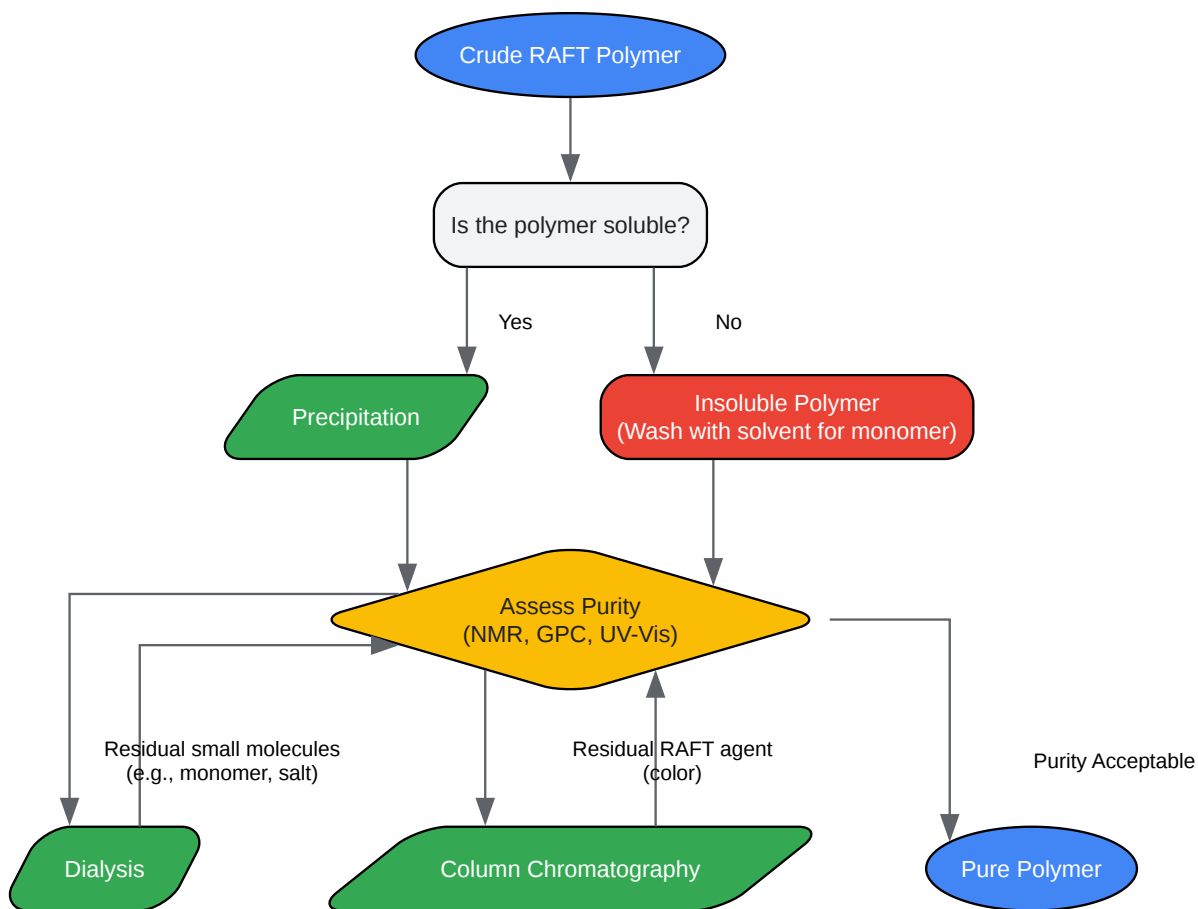 Crude RAFT Polymer
Is the polymer soluble?
Yes
No
Precipitation
Insoluble Polymer
(Wash with solvent for monomer)
Assess Purity
(NMR, GPC, UV-Vis)
Residual small molecules
(e.g., monomer, salt)
Residual RAFT agent
(color)
Purity Acceptable
Dialysis
Column Chromatography
Pure Polymer